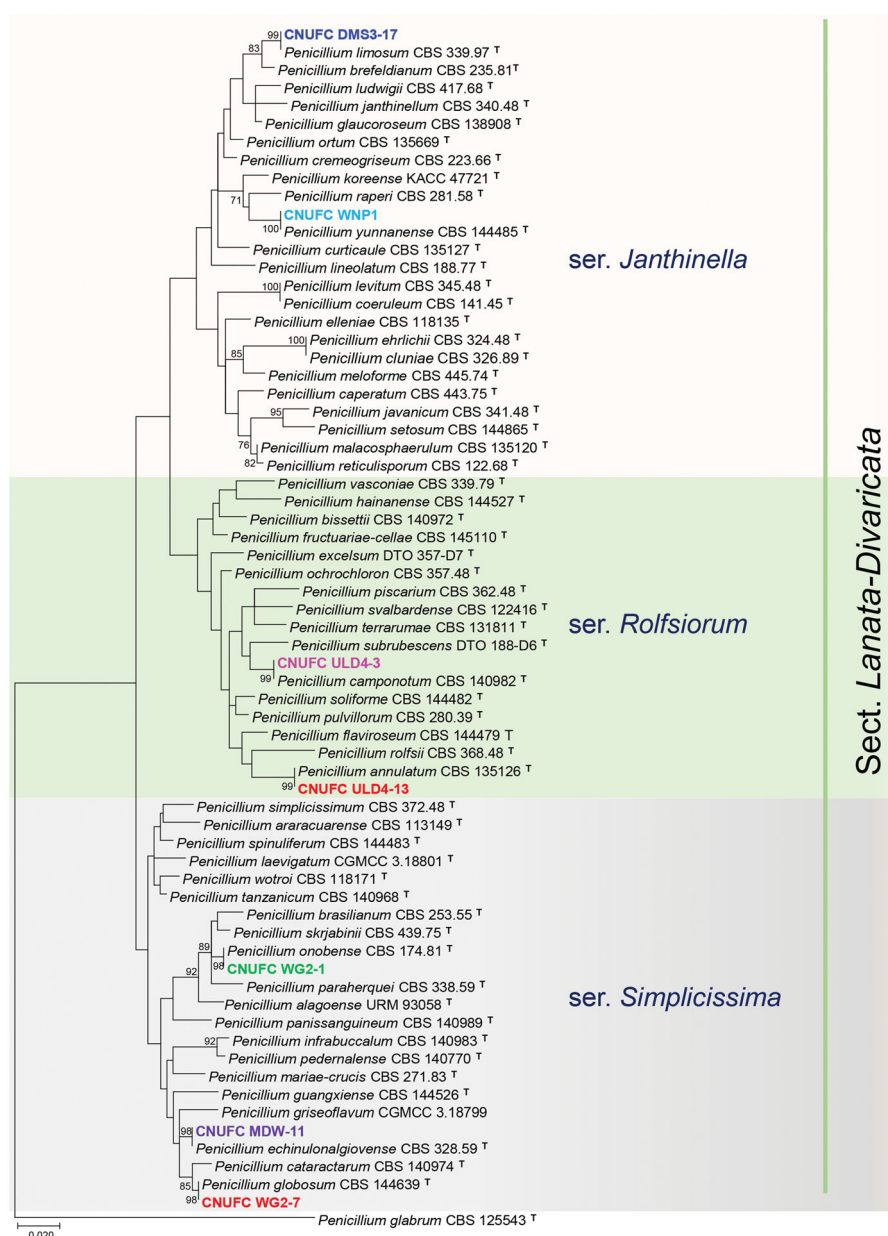 CNUFC DMS3-17
99
83
Penicillium limosum CBS 339.97 T
Penicillium brefeldianum CBS 235.81T
Penicillium ludwigii CBS 417.68 T
Penicillium janthinellum CBS 340.48 T
Penicillium glaucoroseum CBS 138908 T
Penicillium ortum CBS 135669 T
Penicillium cremeogriseum CBS 223.66 T
Penicillium koreense KACC 47721 T
71
Penicillium raperi CBS 281.58 T
CNUFC WNP1
100
Penicillium yunnanense CBS 144485 T
Penicillium curticaule CBS 135127 T
Penicillium lineolatum CBS 188.77 T
ser. Janthinella
100
Penicillium levitum CBS 345.48 T
Penicillium coeruleum CBS 141.45 T
Penicillium elleniae CBS 118135 T
100
Penicillium ehrlichii CBS 324.48 T
85
Penicillium cluniae CBS 326.89 T
Penicillium meloforme CBS 445.74 T
Penicillium caperatum CBS 443.75 T
95
Penicillium javanicum CBS 341.48 T
Penicillium setosum CBS 144865 T
76
Penicillium malacosphaerulum CBS 135120 T
82
Penicillium reticulisporum CBS 122.68 T
Penicillium vasconiae CBS 339.79 T
Penicillium hainanense CBS 144527 T
Penicillium bissettii CBS 140972 T
Penicillium fructuariae-cellae CBS 145110 T
Penicillium excelsum DTO 357-D7 T
Penicillium ochrochloron CBS 357.48 T
Penicillium piscarium CBS 362.48 T
Penicillium svalbardense CBS 122416 T
Penicillium terrarumae CBS 131811 T
ser. Rolfsiorum
Penicillium subrubescens DTO 188-D6 T
CNUFC ULD4-3
99
Penicillium camponotum CBS 140982 T
Penicillium soliforme CBS 144482 T
Penicillium pulvillorum CBS 280.39 T
Penicillium flaviroseum CBS 144479 T
Penicillium rolfsii CBS 368.48 T
Penicillium annulatum CBS 135126 T
99
CNUFC ULD4-13
Sect. Lanata-Divaricata
Penicillium simplicissimum CBS 372.48 T
Penicillium araracuarense CBS 113149 T
Penicillium spinuliferum CBS 144483 T
Penicillium laevigatum CGMCC 3.18801 T
Penicillium wotroi CBS 118171 T
Penicillium tanzanicum CBS 140968 T
Penicillium brasilianum CBS 253.55 T
Penicillium skrjabinii CBS 439.75 T
89
Penicillium onobense CBS 174.81 T
98
CNUFC WG2-1
92
Penicillium paraherquei CBS 338.59 T
Penicillium alagoense URM 93058 T
ser. Simplicissima
Penicillium panissanguineum CBS 140989 T
92
Penicillium infrabuccalum CBS 140983 T
Penicillium pedernalense CBS 140770 T
Penicillium mariae-crucis CBS 271.83 T
Penicillium guangxiense CBS 144526 T
Penicillium griseoflavum CGMCC 3.18799
98
CNUFC MDW-11
Penicillium echinulonalgiovense CBS 328.59 T
Penicillium cataractarum CBS 140974 T
85
Penicillium globosum CBS 144639 T
98
CNUFC WG2-7
Penicillium glabrum CBS 125543 T
0.020